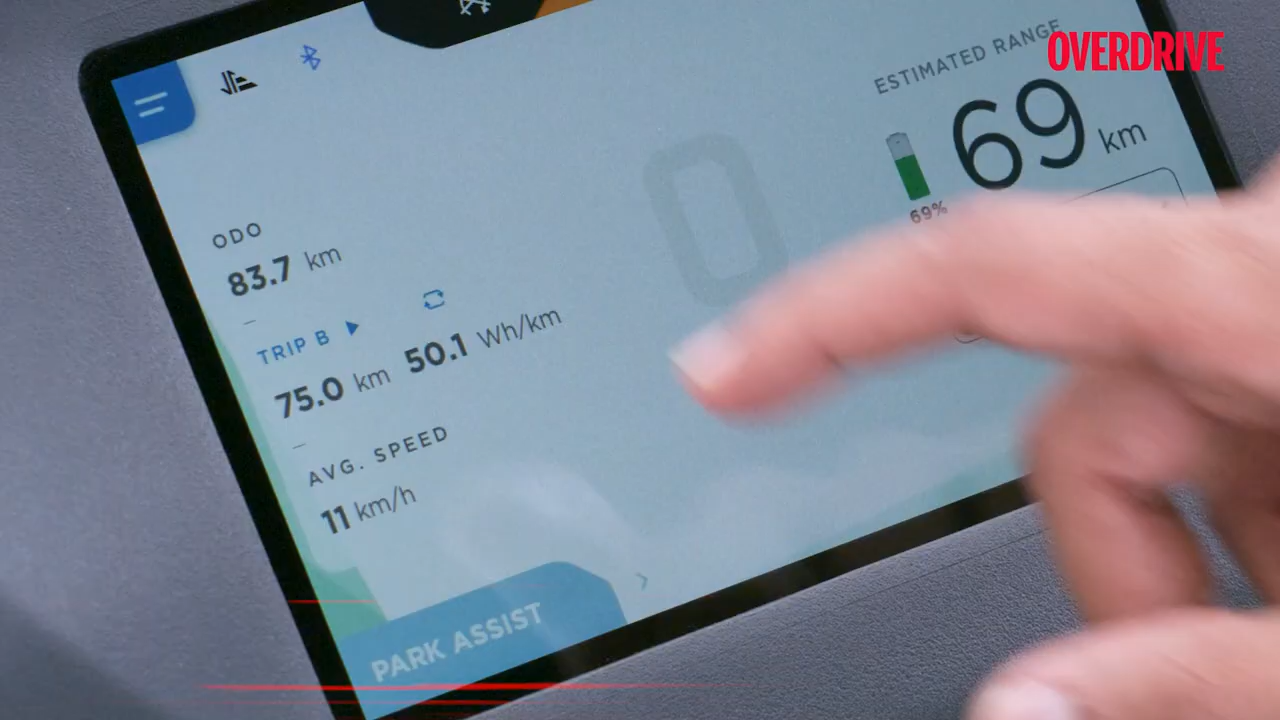 OVERDRIVE
ESTIMATED RANGE
69 km
69%
0
ODO
83.7 km
TRIP B
75.0 km 50.1 Wh/km
AVG. SPEED
11 km/h
PARK ASSIST